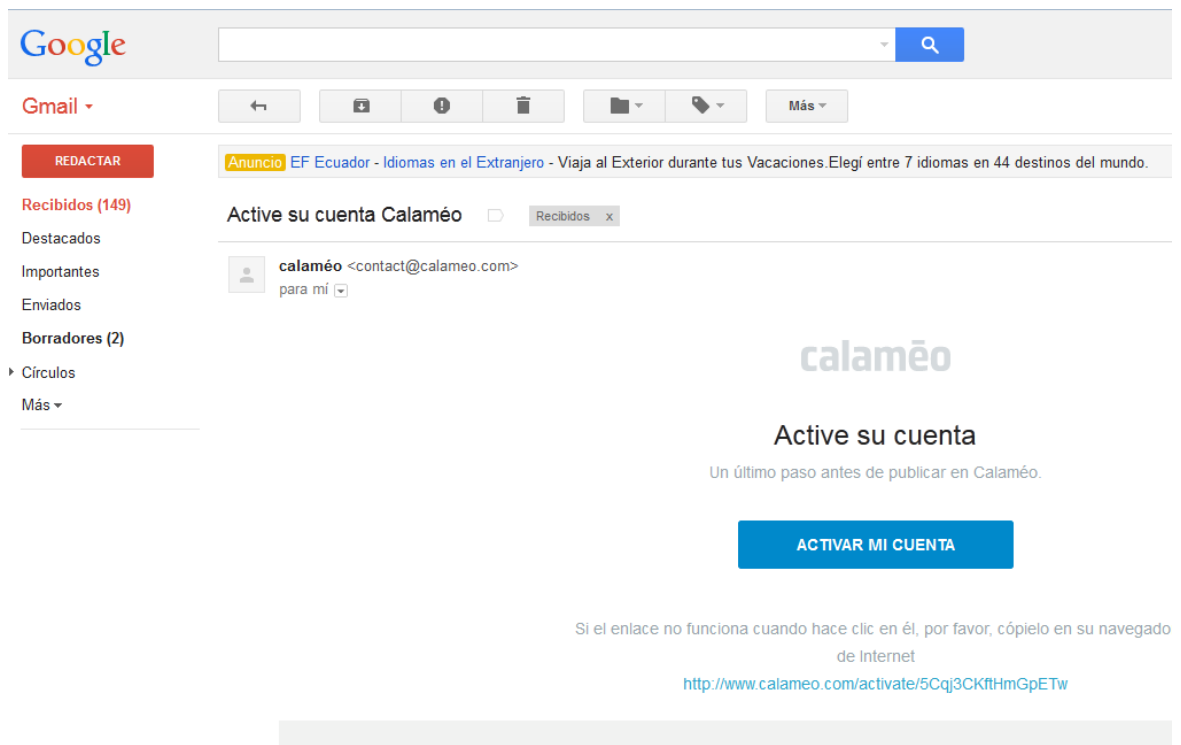 Google
Gmail
Más
REDACTAR
Anuncio EF Ecuador - Idiomas en el Extranjero - Viaja al Exterior durante tus Vacaciones.Elegí entre 7 idiomas en 44 destinos del mundo.
Recibidos (149)
Destacados
Importantes
Enviados
Borradores (2)
Círculos
Más
Active su cuenta Calaméo Recibidos x
calaméo <contact@calameo.com>
para mí
calamēo
Active su cuenta
Un último paso antes de publicar en Calaméo.
ACTIVAR MI CUENTA
Si el enlace no funciona cuando hace clic en él, por favor, cópielo en su navegado
de Internet
http://www.calameo.com/activate/5Cqj3CKftHmGpETw